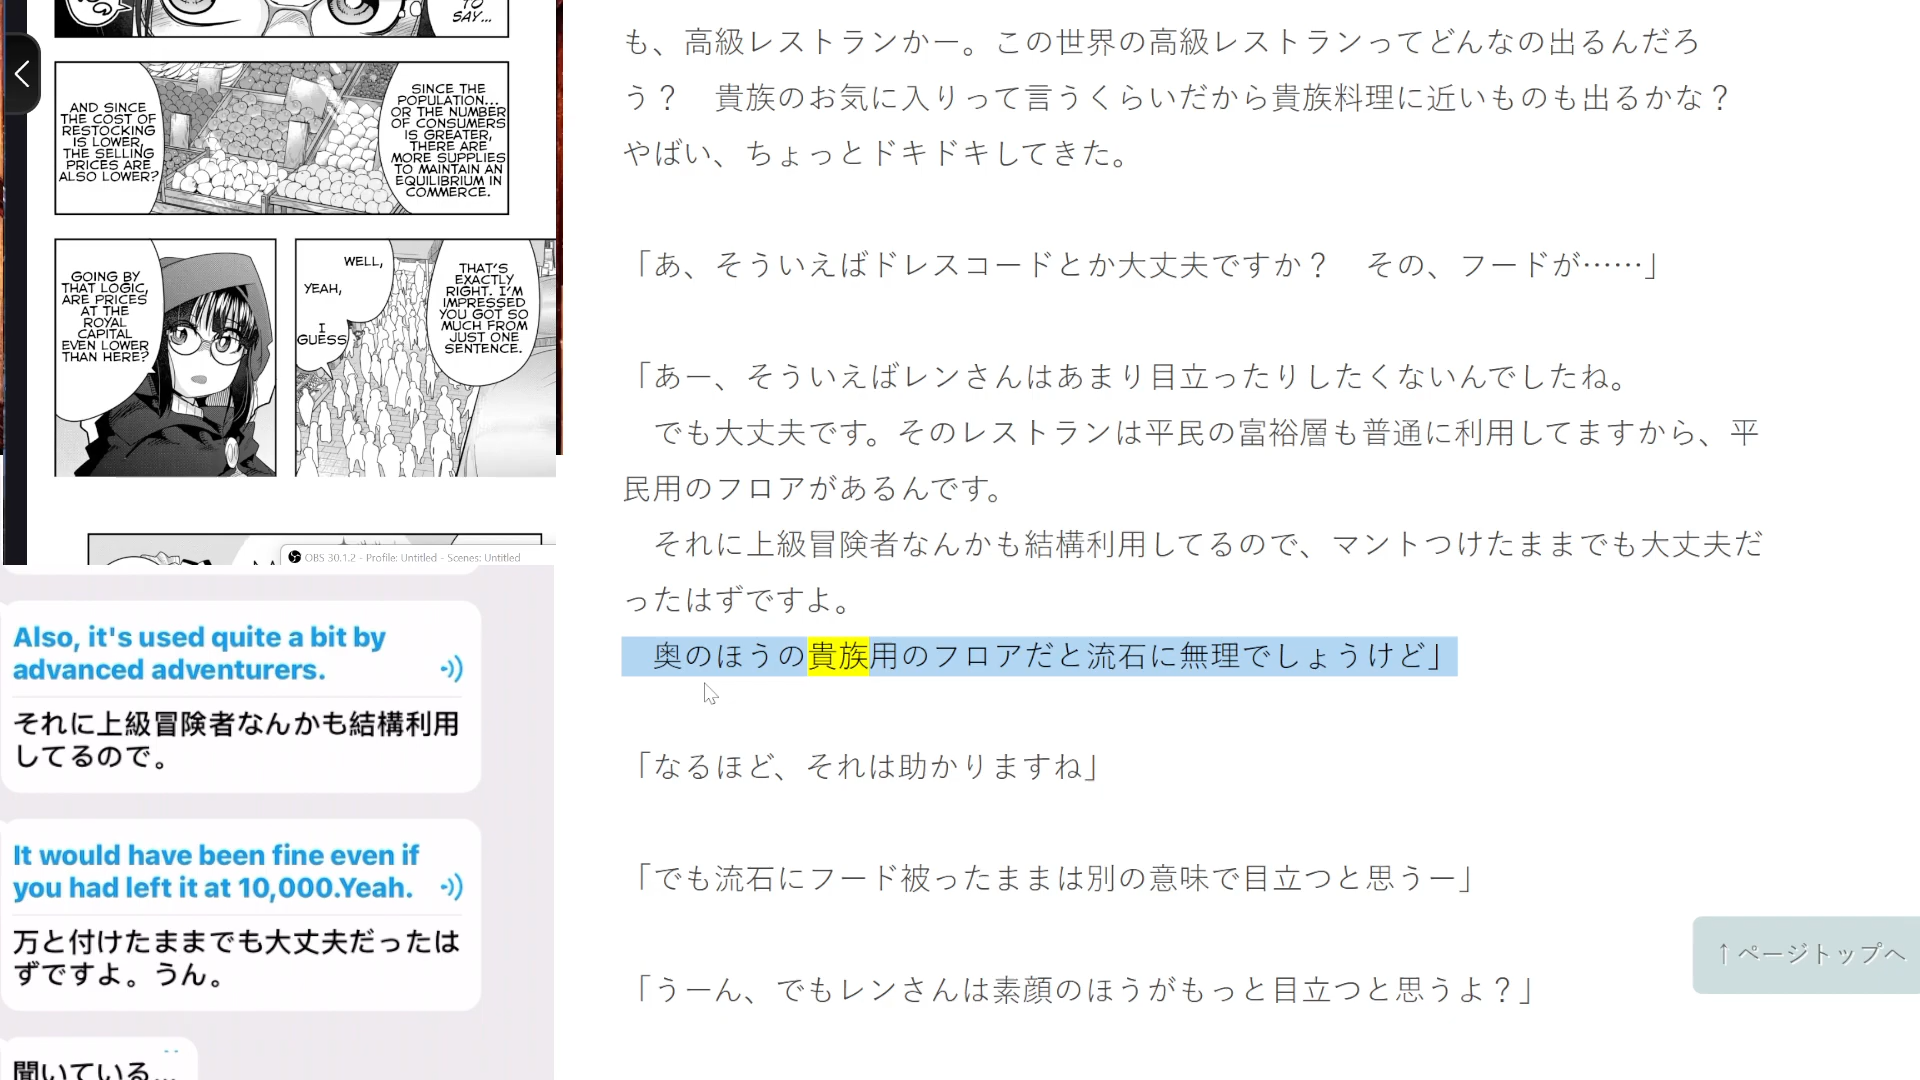 TO
SAY...
AND SINCE
THE COST OF
RESTOCKING
IS LOWER,
THE SELLING
PRICES ARE
ALSO LOWER?
SINCE THE
POPULATION...
OR THE NUMBER
OF CONSUMERS
IS GREATER,
THERE ARE
MORE SUPPLIES
TO MAINTAIN AN
EQUILIBRIUM IN
COMMERCE.
GOING BY
THAT LOGIC,
ARE PRICES
AT THE
ROYAL
CAPITAL
EVEN LOWER
THAN HERE?
WELL,
YEAH,
I
GUESS
THAT'S
EXACTLY
RIGHT. I'M
IMPRESSED
YOU GOT SO
MUCH FROM
JUST ONE
SENTENCE.
OBS 30.1.2 - Profile: Untitled - Scenes: Untitled
Also, it's used quite a bit by
advanced adventurers.
それに上級冒険者なんかも結構利用
してるので。
It would have been fine even if
you had left it at 10,000.Yeah.
万と付けたままでも大丈夫だったは
ずですよ。うん。
聞いている...
も、高級レストランかー。この世界の高級レストランってどんなの出るんだろ
う？　貴族のお気に入りって言うくらいだから貴族料理に近いものも出るかな？
やばい、ちょっとドキドキしてきた。
「あ、そういえばドレスコードとか大丈夫ですか？　その、フードが……」
「あー、そういえばレンさんはあまり目立ったりしたくないんでしたね。
　でも大丈夫です。そのレストランは平民の富裕層も普通に利用してますから、平
民用のフロアがあるんです。
　それに上級冒険者なんかも結構利用してるので、マントつけたままでも大丈夫だ
ったはずですよ。
　奥のほうの貴族用のフロアだと流石に無理でしょうけど」
「なるほど、それは助かりますね」
「でも流石にフード被ったままは別の意味で目立つと思うー」
「うーん、でもレンさんは素顔のほうがもっと目立つと思うよ？」
↑ページトップへ